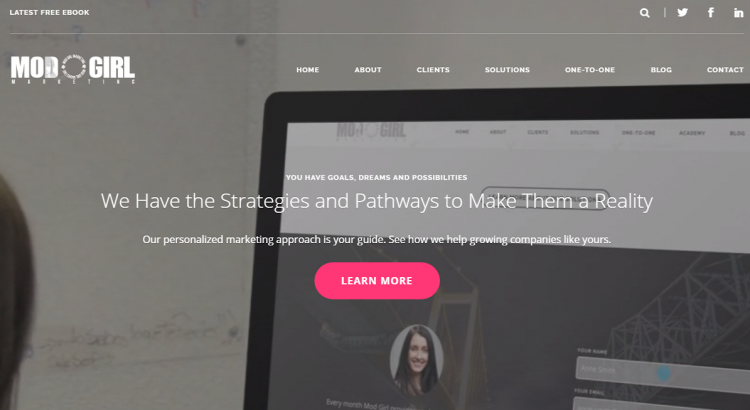 LATEST FREE EBOOK
MOD GIRL
MARKETING
HOME ABOUT CLIENTS SOLUTIONS ONE-TO-ONE BLOG CONTACT
MOD GIRL
HOME ABOUT CLIENTS SOLUTIONS ONE-TO-ONE ACADEMY BLOG
YOU HAVE GOALS, DREAMS AND POSSIBILITIES
We Have the Strategies and Pathways to Make Them a Reality
Our personalized marketing approach is your guide. See how we help growing companies like yours.
LEARN MORE
YOUR NAME
Anne Smith
YOUR EMAIL
Every month Mod Girl